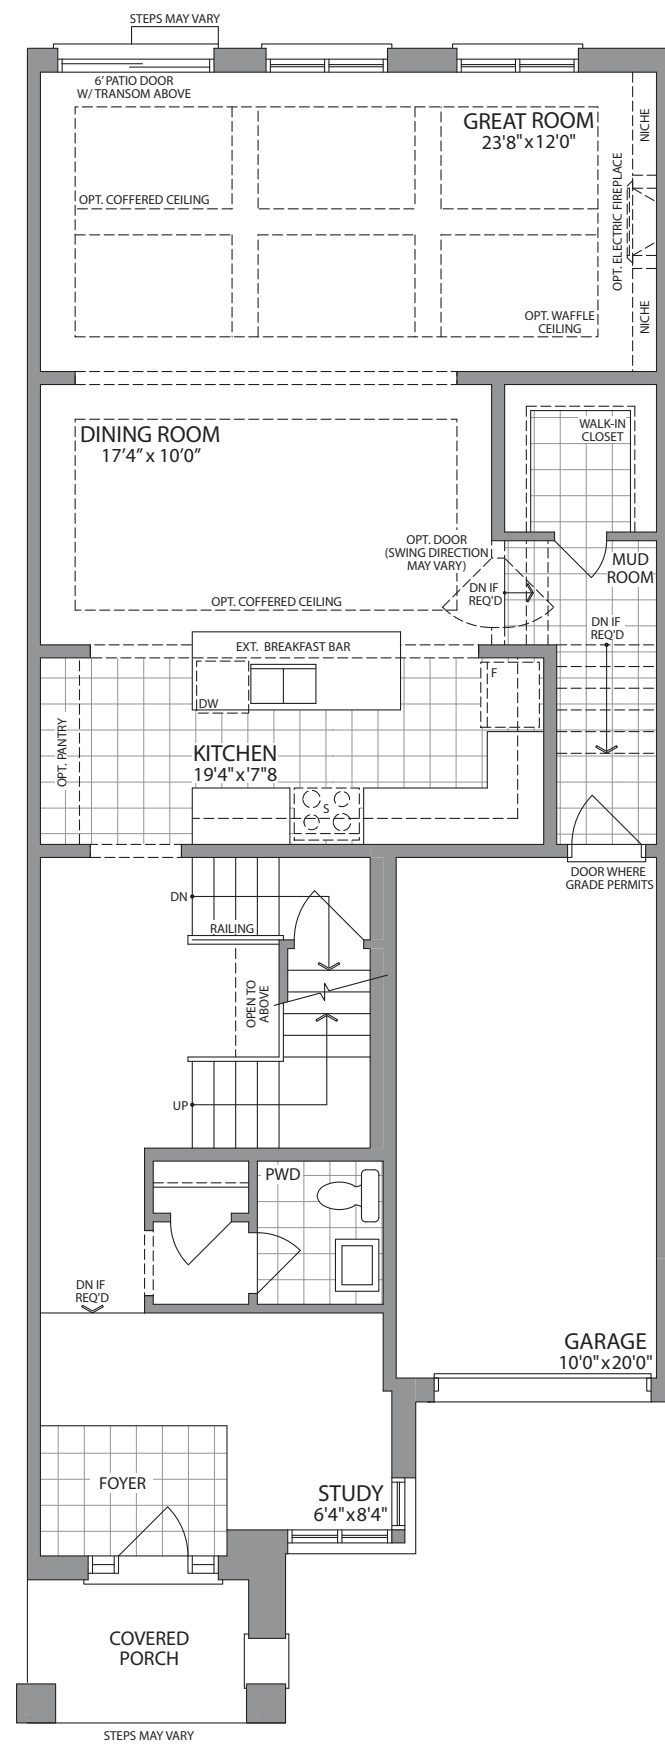 STEPS MAY VARY
6' PATIO DOOR
W/ TRANSOM ABOVE
GREAT ROOM
23'8"x12'0"
NICHE
OPT. COFFERED CEILING
OPT. ELECTRIC FIREPLACE
OPT. WAFFLE
CEILING
NICHE
DINING ROOM
17'4” x 10’0”
WALK-IN
CLOSET
OPT. DOOR
(SWING DIRECTION
MAY VARY)
MUD
ROOM
DN IF
REQ'D
OPT. COFFERED CEILING
DN IF
REQ'D
EXT. BREAKFAST BAR
F
DW
OPT. PANTRY
KITCHEN
19'4"x'7"8
S
DOOR WHERE
GRADE PERMITS
DN
RAILING
OPEN TO
ABOVE
UP
PWD
DN IF
REQ'D
GARAGE
10'0"x20'0"
FOYER
STUDY
6'4"x8'4"
COVERED
PORCH
STEPS MAY VARY